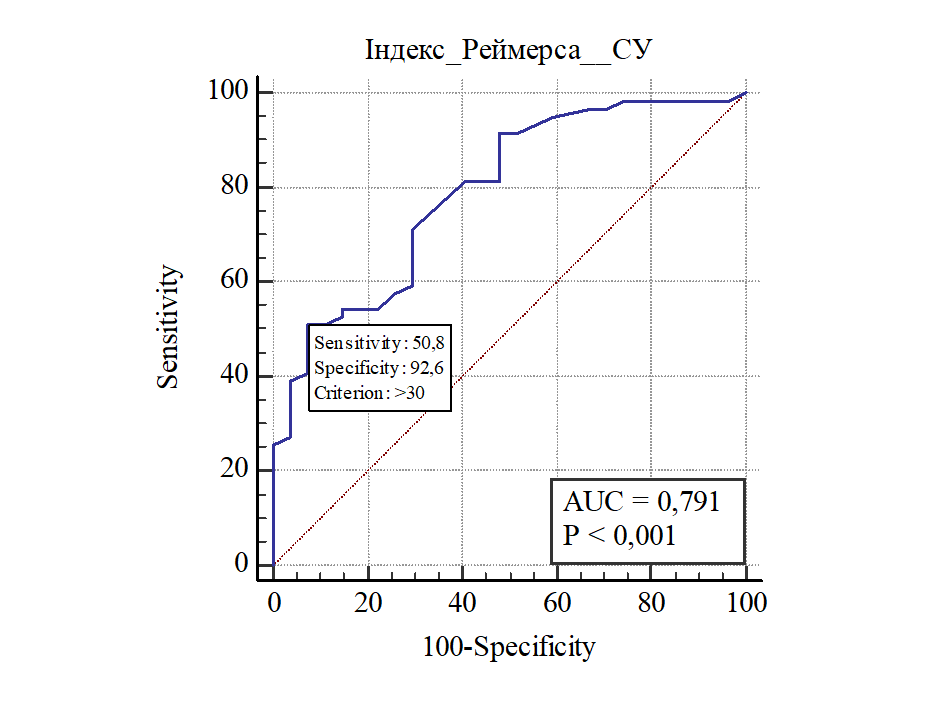 Індекс_Реймерса__СУ
100
80
60
40
20
0
Sensitivity
Sensitivity: 50,8
Specificity: 92,6
Criterion: >30
AUC = 0,791
P < 0,001
0 20 40 60 80 100
100-Specificity